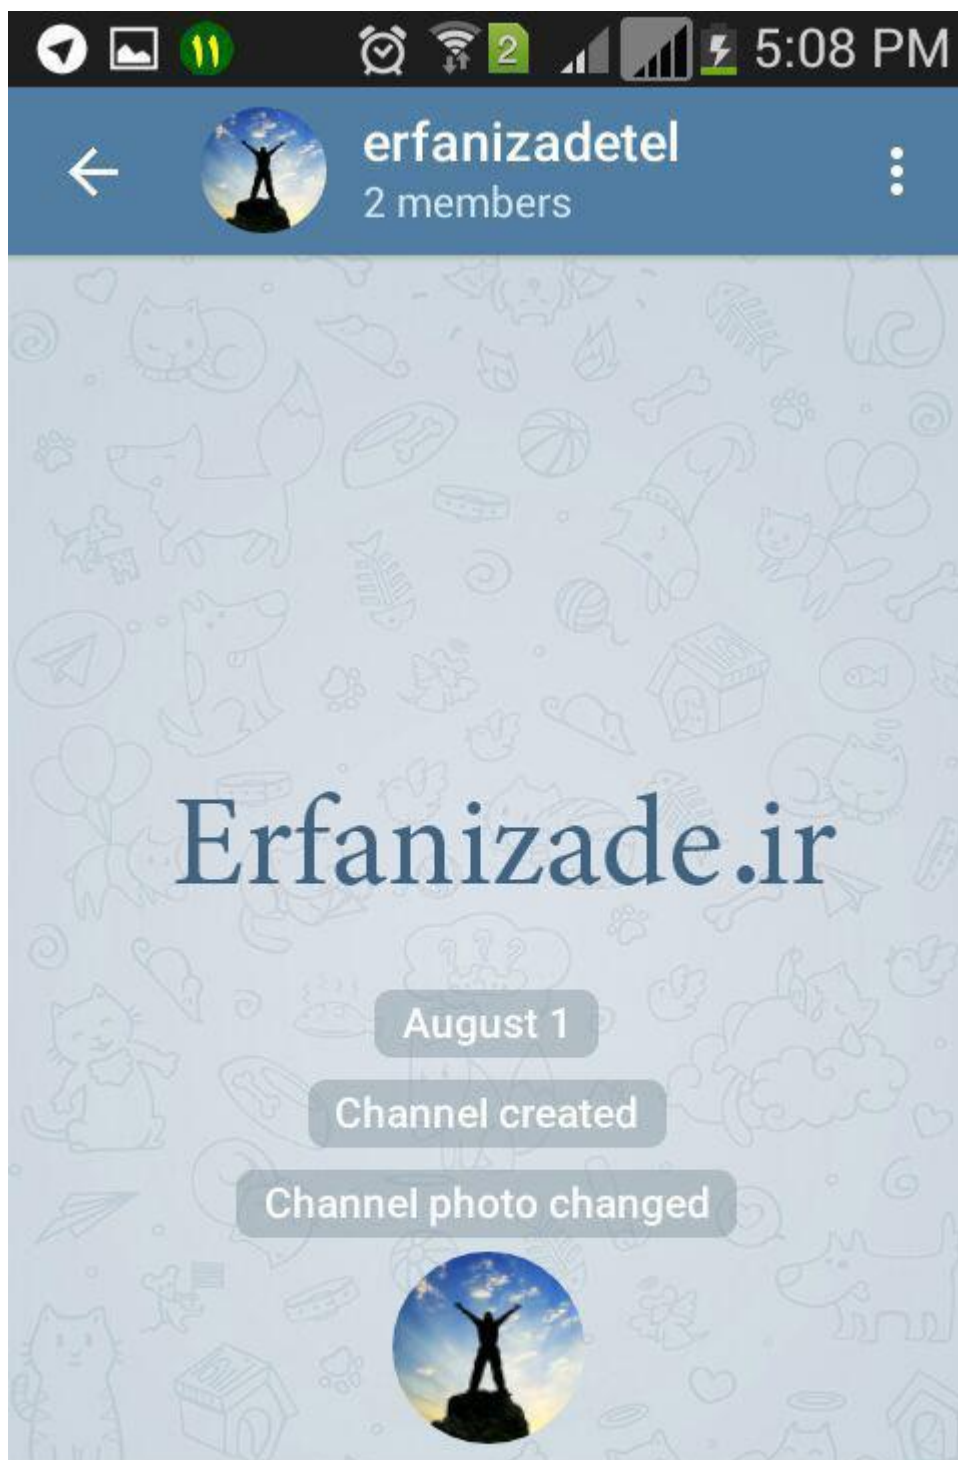 2 5:08 PM
erfanizadetel
2 members
Erfanizade.ir
August 1
Channel created
Channel photo changed